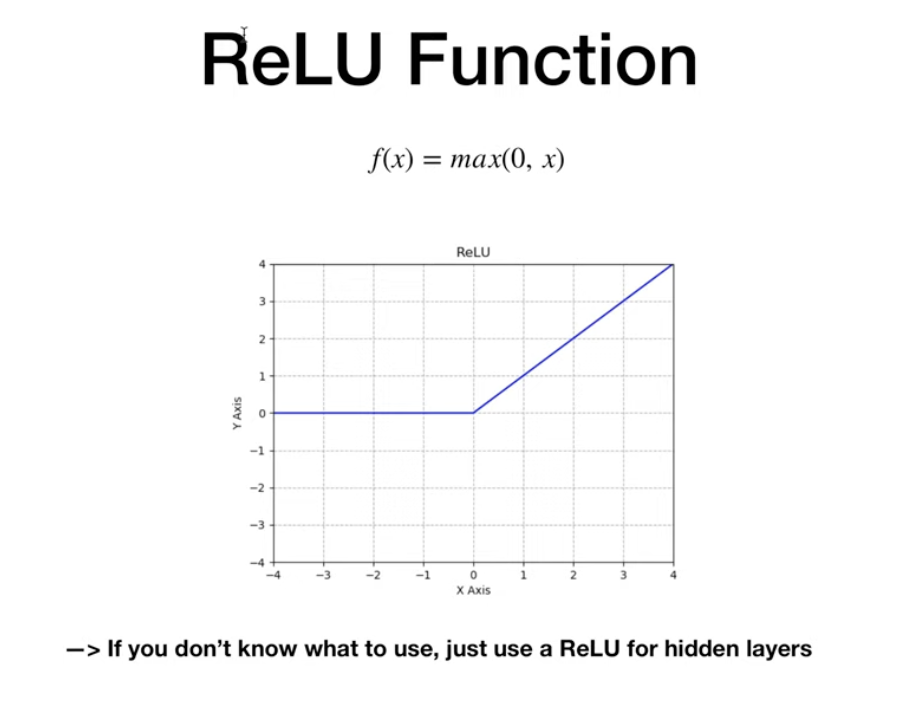 ReLU Function
f(x) = max(0, x)
ReLU
4
3
2
1
0
−1
−2
−3
−4
Y Axis
−4 −3 −2 −1 0 1 2 3 4
X Axis
—> If you don’t know what to use, just use a ReLU for hidden layers